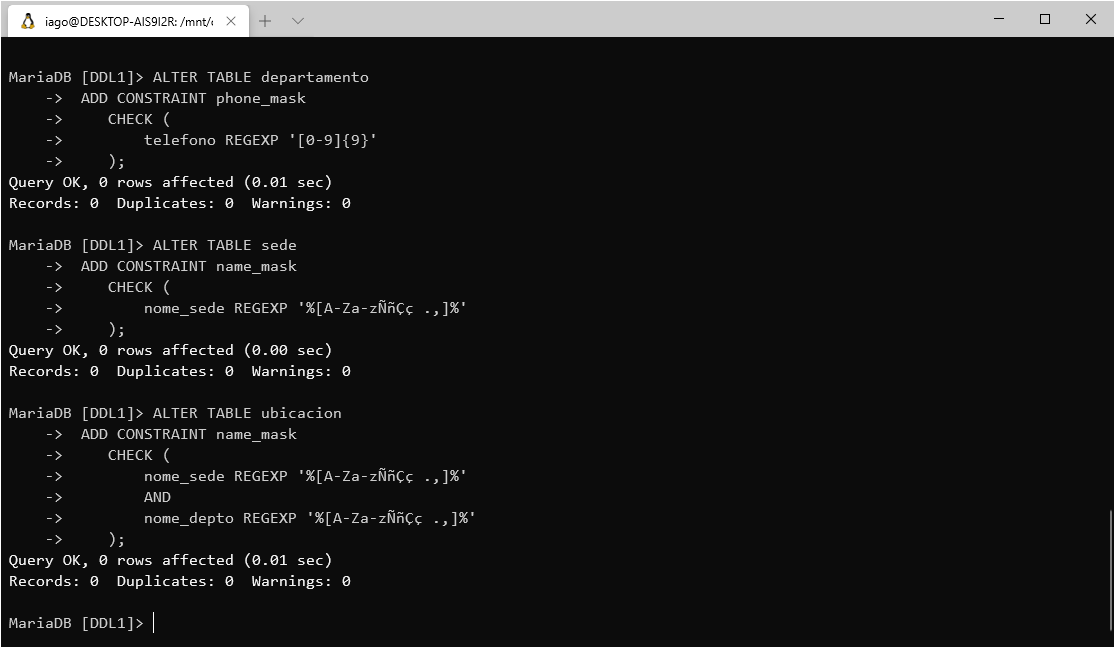 iago@DESKTOP-AIS9I2R: /mnt/
MariaDB [DDL1]> ALTER TABLE departamento
    ->  ADD CONSTRAINT phone_mask
    ->     CHECK (
    ->         telefono REGEXP '[0-9]{9}'
    ->     );
Query OK, 0 rows affected (0.01 sec)
Records: 0  Duplicates: 0  Warnings: 0
MariaDB [DDL1]> ALTER TABLE sede
    ->  ADD CONSTRAINT name_mask
    ->     CHECK (
    ->         nome_sede REGEXP '%[A-Za-zÑñÇç .,]%'
    ->     );
Query OK, 0 rows affected (0.00 sec)
Records: 0  Duplicates: 0  Warnings: 0
MariaDB [DDL1]> ALTER TABLE ubicacion
    ->  ADD CONSTRAINT name_mask
    ->     CHECK (
    ->         nome_sede REGEXP '%[A-Za-zÑñÇç .,]%'
    ->         AND
    ->         nome_depto REGEXP '%[A-Za-zÑñÇç .,]%'
    ->     );
Query OK, 0 rows affected (0.01 sec)
Records: 0  Duplicates: 0  Warnings: 0
MariaDB [DDL1]>